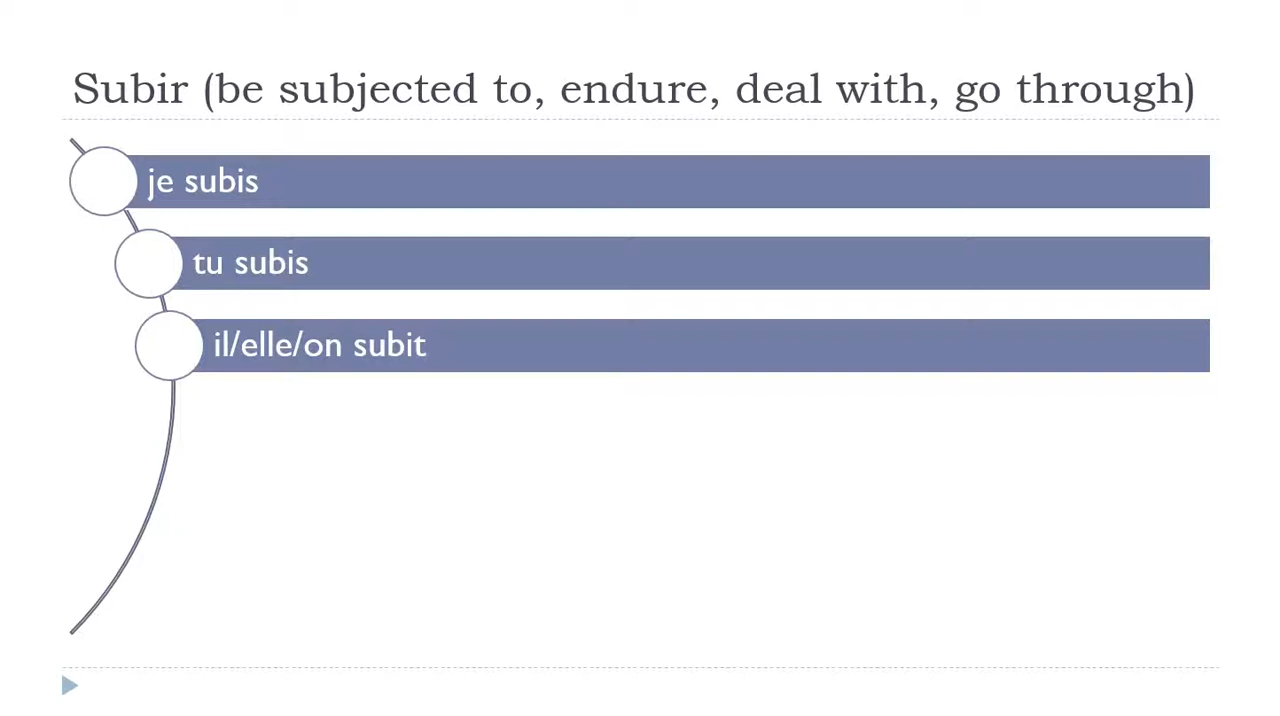 Subir (be subjected to, endure, deal with, go through)
je subis
tu subis
il/elle/on subit